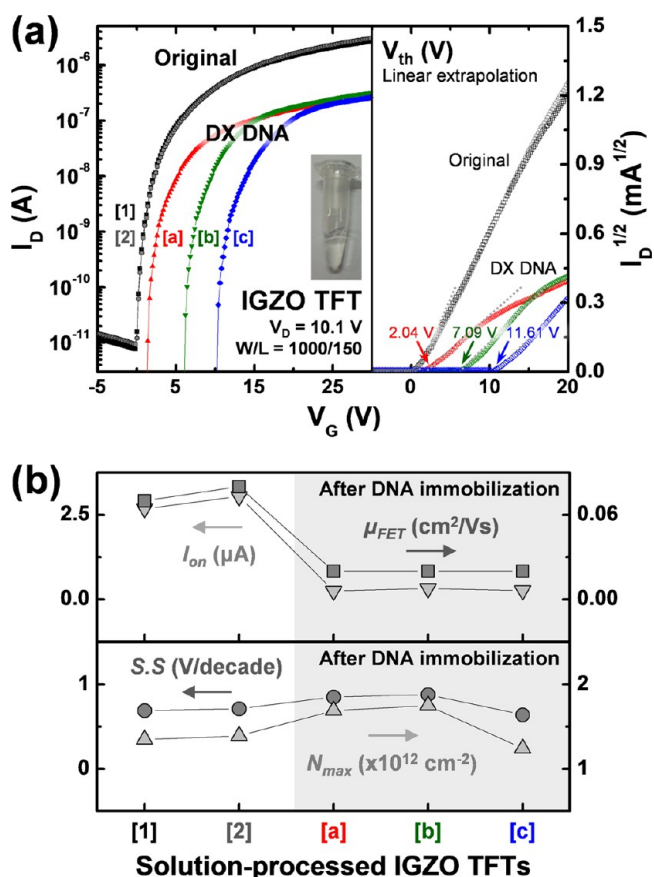 (a)
10⁻⁶
10⁻⁷
10⁻⁸
10⁻⁹
10⁻¹⁰
10⁻¹¹
I_D (A)
Original
DX DNA
[1]
[2]
[a]
[b]
[c]
IGZO TFT
V_D = 10.1 V
W/L = 1000/150
-5 5 15 25
V_th (V)
Linear extrapolation
Original
DX DNA
2.04 V 7.09 V 11.61 V
1.5
1.2
0.9
0.6
0.3
0.0
I_D^1/2 (mA^1/2)
0 5 10 15 20
V_G (V)
(b)
After DNA immobilization
2.5
0.0
I_on (µA)
µ_FET (cm²/Vs)
0.06
0.00
S.S (V/decade)
After DNA immobilization
1
0
N_max (x10¹² cm⁻²)
2
1
[1] [2] [a] [b] [c]
Solution-processed IGZO TFTs